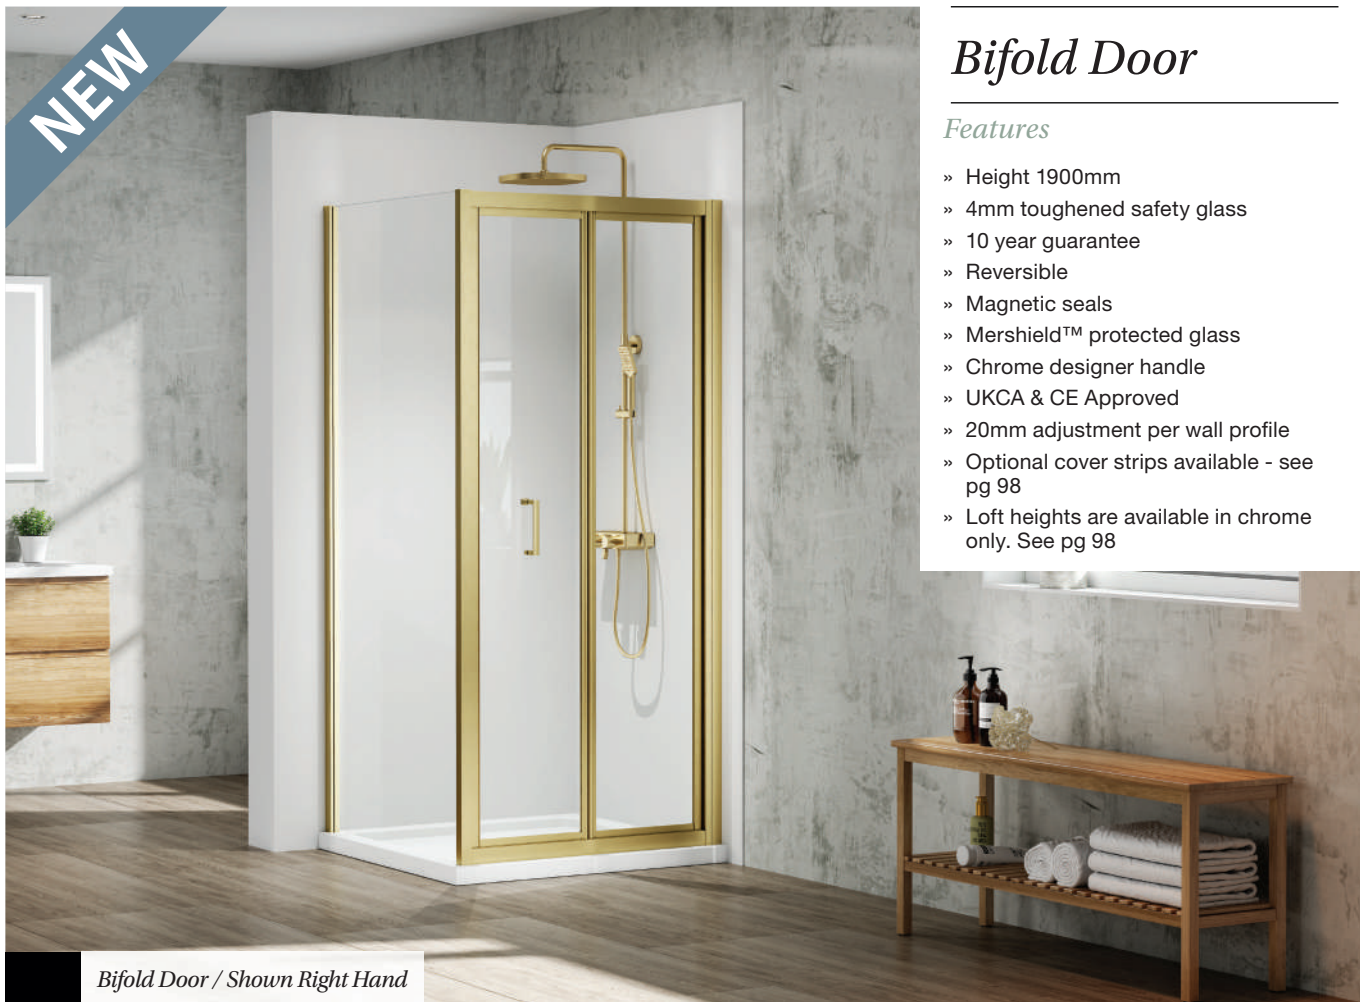 NEW
Bifold Door
Features
» Height 1900mm
» 4mm toughened safety glass
» 10 year guarantee
» Reversible
» Magnetic seals
» Mershield™ protected glass
» Chrome designer handle
» UKCA & CE Approved
» 20mm adjustment per wall profile
» Optional cover strips available - see
pg 98
» Loft heights are available in chrome
only. See pg 98
Bifold Door / Shown Right Hand